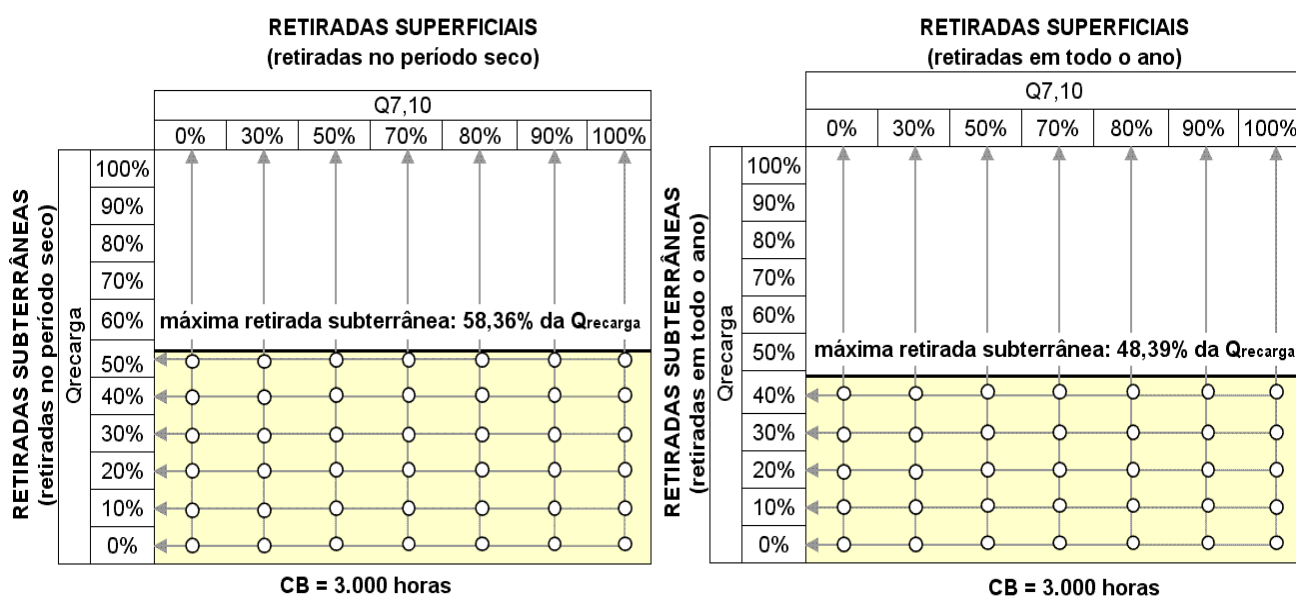 RETIRADAS SUPERFICIAIS
(retiradas no período seco)
Q7,10
0% 30% 50% 70% 80% 90% 100%
RETIRADAS SUBTERRÂNEAS
(retiradas no período seco)
Qrecarga
100%
90%
80%
70%
60%
50%
40%
30%
20%
10%
0%
máxima retirada subterrânea: 58,36% da Qrecarga
CB = 3.000 horas
RETIRADAS SUPERFICIAIS
(retiradas em todo o ano)
Q7,10
0% 30% 50% 70% 80% 90% 100%
RETIRADAS SUBTERRÂNEAS
(retiradas em todo o ano)
Qrecarga
100%
90%
80%
70%
60%
50%
40%
30%
20%
10%
0%
máxima retirada subterrânea: 48,39% da Qrecarga
CB = 3.000 horas